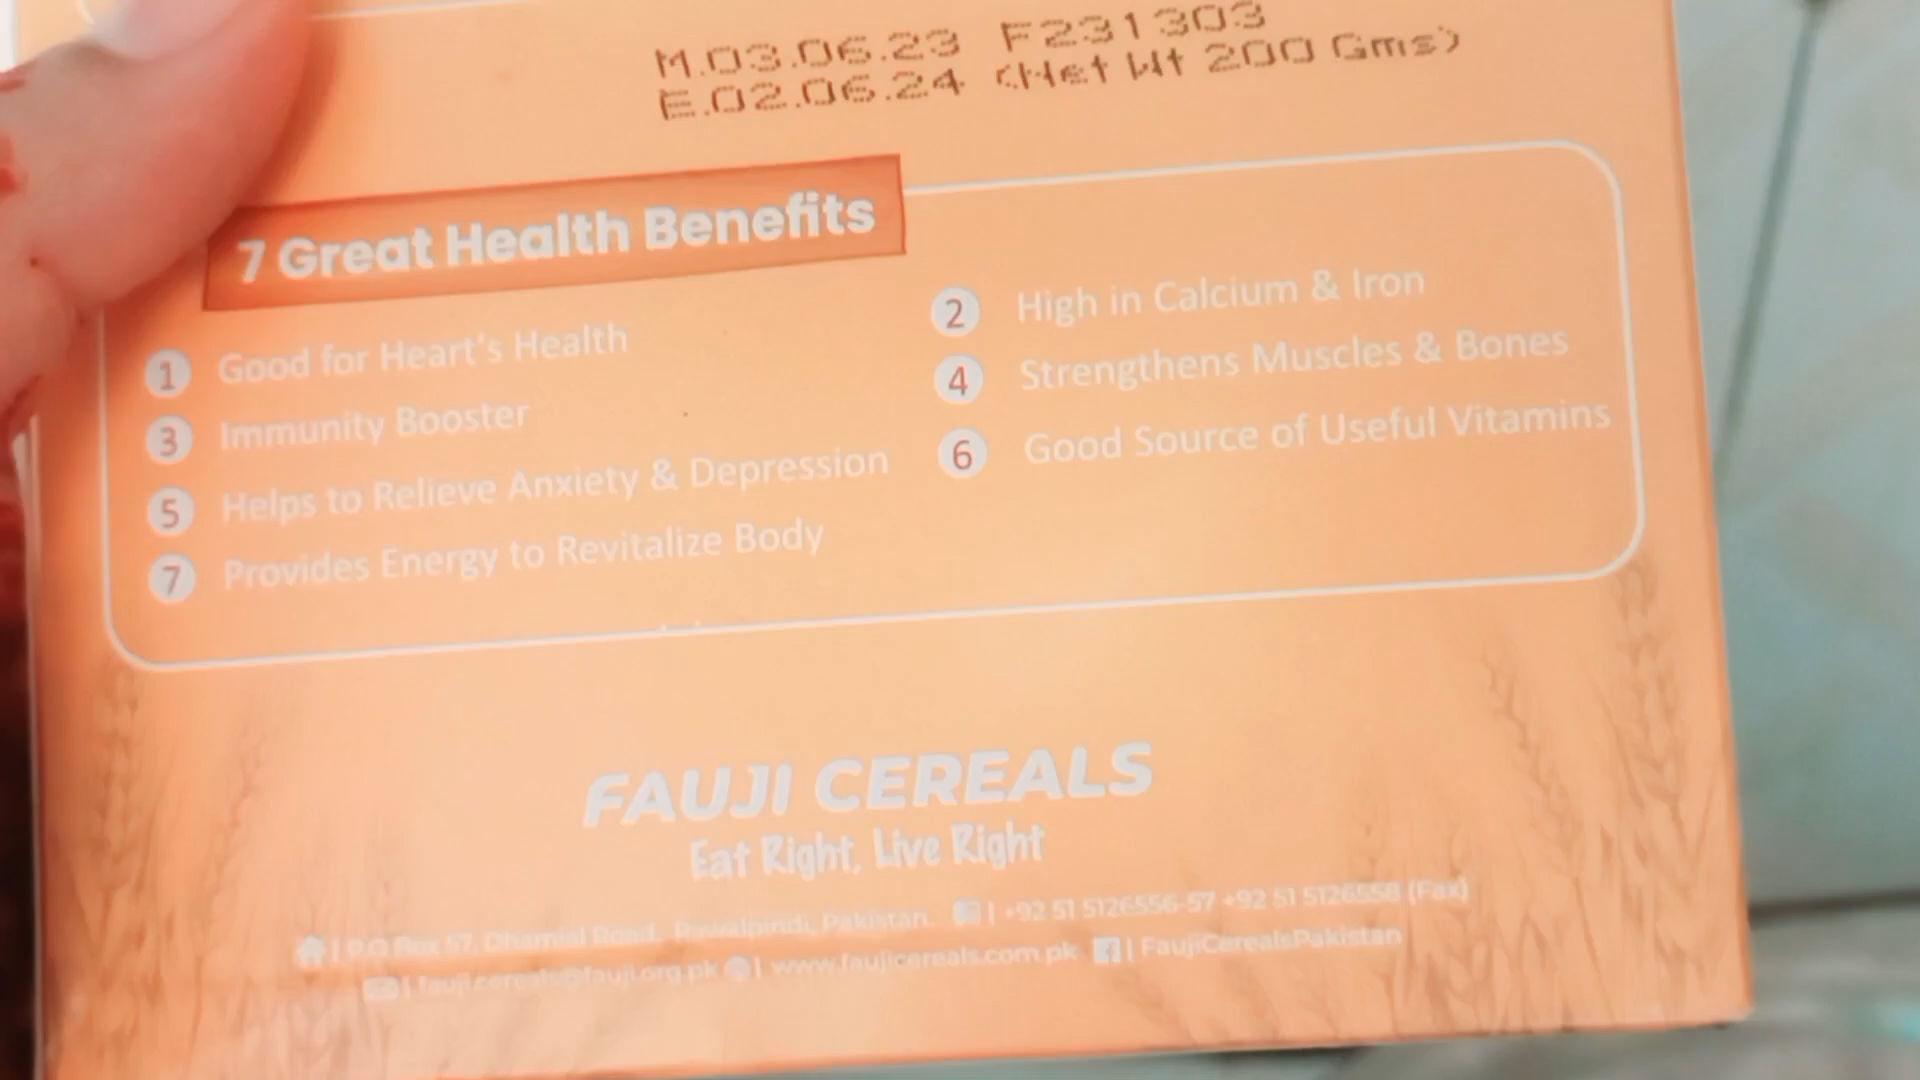 M.03.06.23 F231303
E.02.06.24 (Net Wt 200 Gms)
7 Great Health Benefits
1 Good for Heart's Health
2 High in Calcium & Iron
3 Immunity Booster
4 Strengthens Muscles & Bones
5 Helps to Relieve Anxiety & Depression
6 Good Source of Useful Vitamins
7 Provides Energy to Revitalize Body
FAUJI CEREALS
Eat Right, Live Right
| P.O Box 57, Dhamial Road, Rawalpindi, Pakistan. | +92 51 5126556-57 +92 51 5126558 (Fax)
| fauji.cereals@fauji.org.pk | www.faujicereals.com.pk | FaujiCerealsPakistan